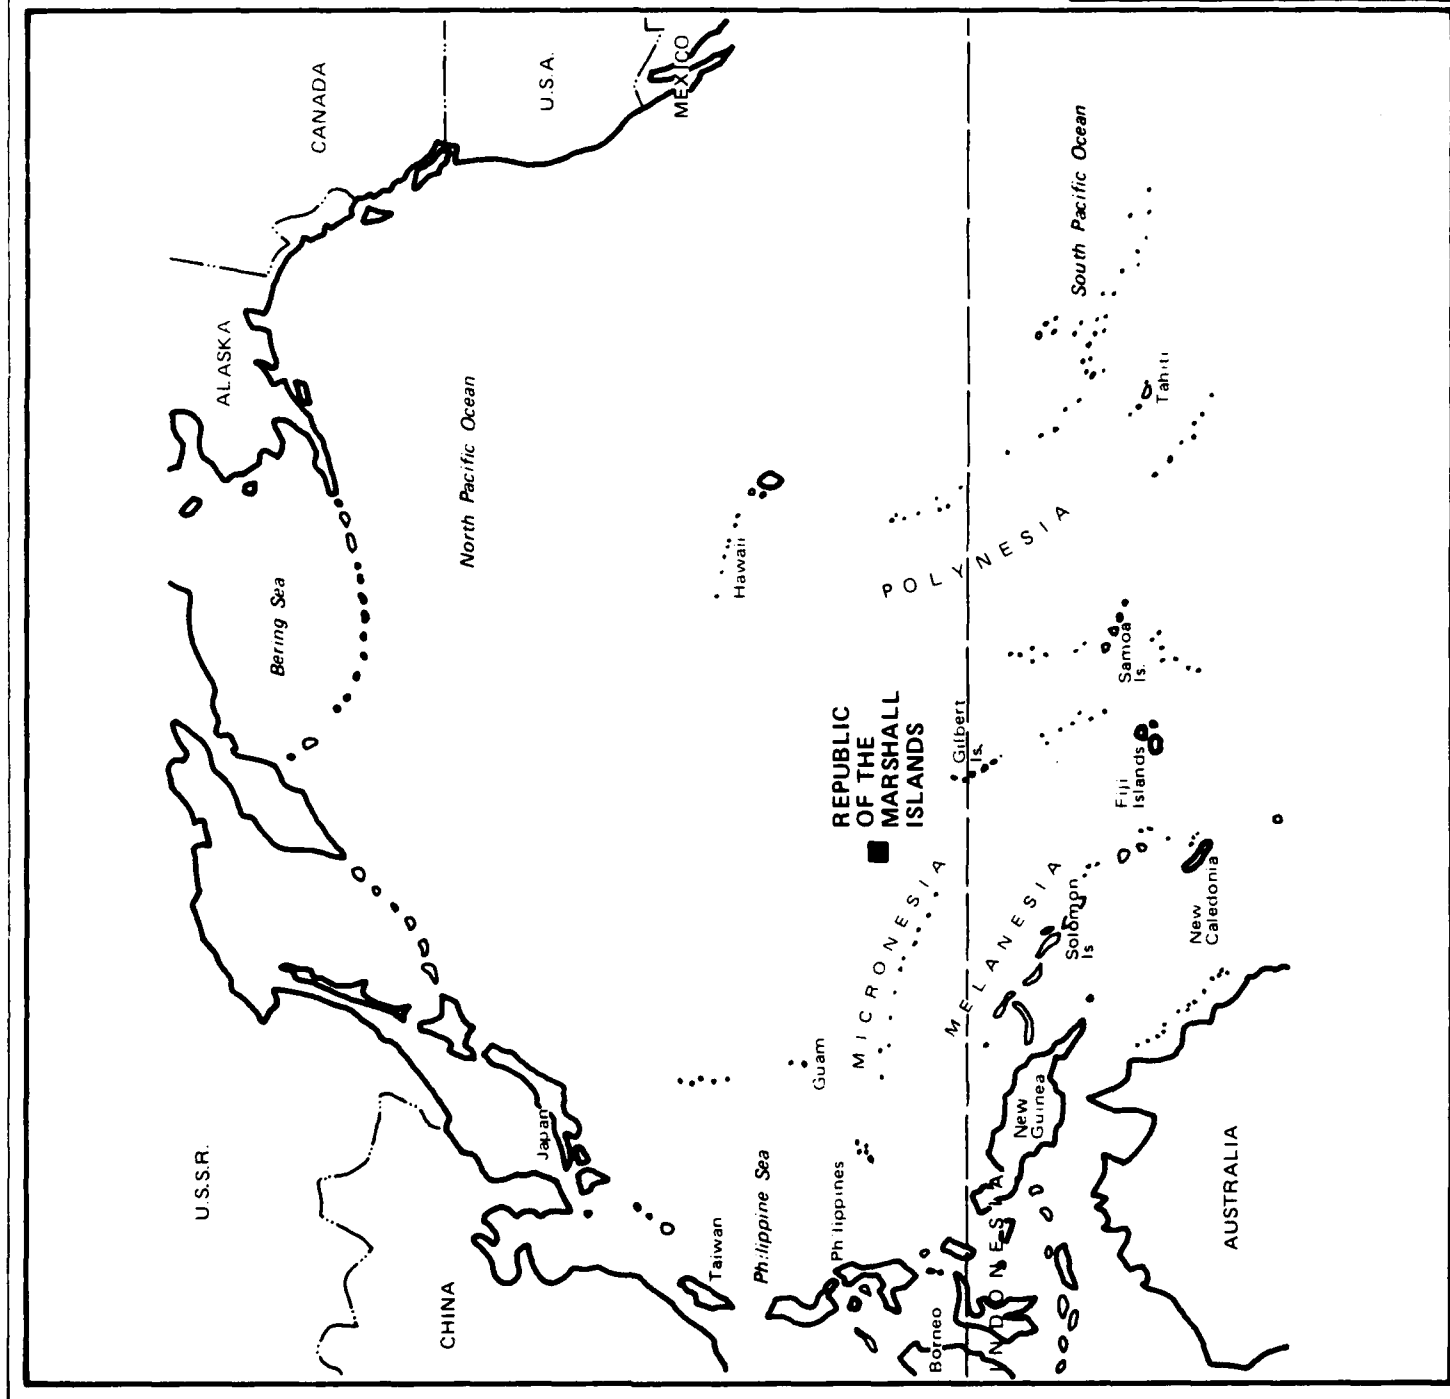 U.S.S.R.
CHINA
ALASKA
CANADA
U.S.A.
MEXICO
Bering Sea
North Pacific Ocean
Japan
Taiwan
Philippine Sea
Philippines
Guam
Hawaii
MICRONESIA
REPUBLIC
OF THE
MARSHALL
ISLANDS
POLYNESIA
Gilbert
Is.
Borneo
INDONESIA
MELANESIA
New
Guinea
Solomon
Is
South Pacific Ocean
Samoa
Is.
Fiji
Islands
Tahiti
New
Caledonia
AUSTRALIA